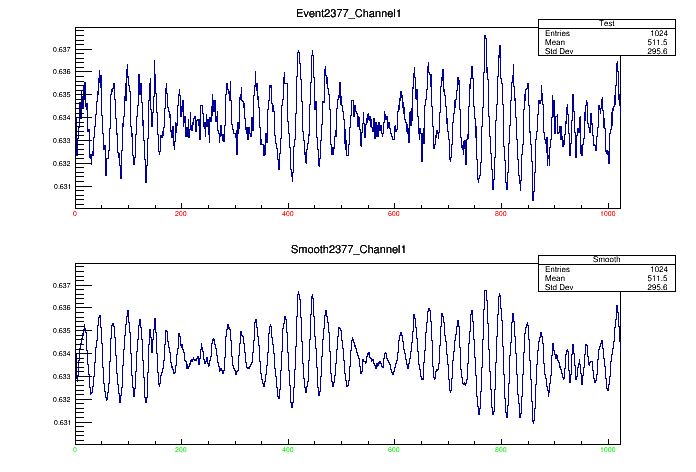 Event2377_Channel1
Test
Entries 1024
Mean 511.5
Std Dev 295.6
0.637
0.636
0.635
0.634
0.633
0.632
0.631
0 200 400 600 800 1000
Smooth2377_Channel1
Smooth
Entries 1024
Mean 511.5
Std Dev 295.6
0.637
0.636
0.635
0.634
0.633
0.632
0.631
0 200 400 600 800 1000